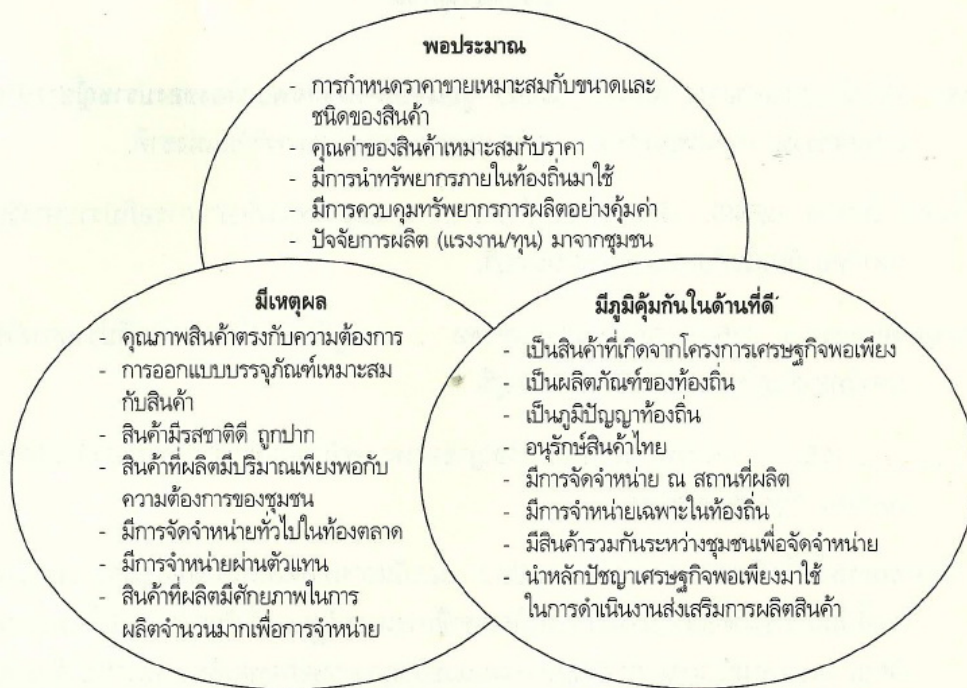 พอประมาณ
- การกำหนดราคาขายเหมาะสมกับขนาดและ
ชนิดของสินค้า
- คุณค่าของสินค้าเหมาะสมกับราคา
- มีการนำทรัพยากรภายในท้องถิ่นมาใช้
- มีการควบคุมทรัพยากรการผลิตอย่างคุ้มค่า
- ปัจจัยการผลิต (แรงงาน/ทุน) มาจากชุมชน
มีเหตุผล
- คุณภาพสินค้าตรงกับความต้องการ
- การออกแบบบรรจุภัณฑ์เหมาะสม
กับสินค้า
- สินค้ามีรสชาติดี ถูกปาก
- สินค้าที่ผลิตมีปริมาณเพียงพอกับ
ความต้องการของชุมชน
- มีการจัดจำหน่ายทั่วไปในท้องตลาด
- มีการจำหน่ายผ่านตัวแทน
- สินค้าที่ผลิตมีศักยภาพในการ
ผลิตจำนวนมากเพื่อการจำหน่าย
มีภูมิคุ้มกันในด้านที่ดี
- เป็นสินค้าที่เกิดจากโครงการเศรษฐกิจพอเพียง
- เป็นผลิตภัณฑ์ของท้องถิ่น
- เป็นภูมิปัญญาท้องถิ่น
- อนุรักษ์สินค้าไทย
- มีการจัดจำหน่าย ณ สถานที่ผลิต
- มีการจำหน่ายเฉพาะในท้องถิ่น
- มีสินค้ารวมกันระหว่างชุมชนเพื่อจัดจำหน่าย
- นำหลักปัชญาเศรษฐกิจพอเพียงมาใช้
ในการดำเนินงานส่งเสริมการผลิตสินค้า